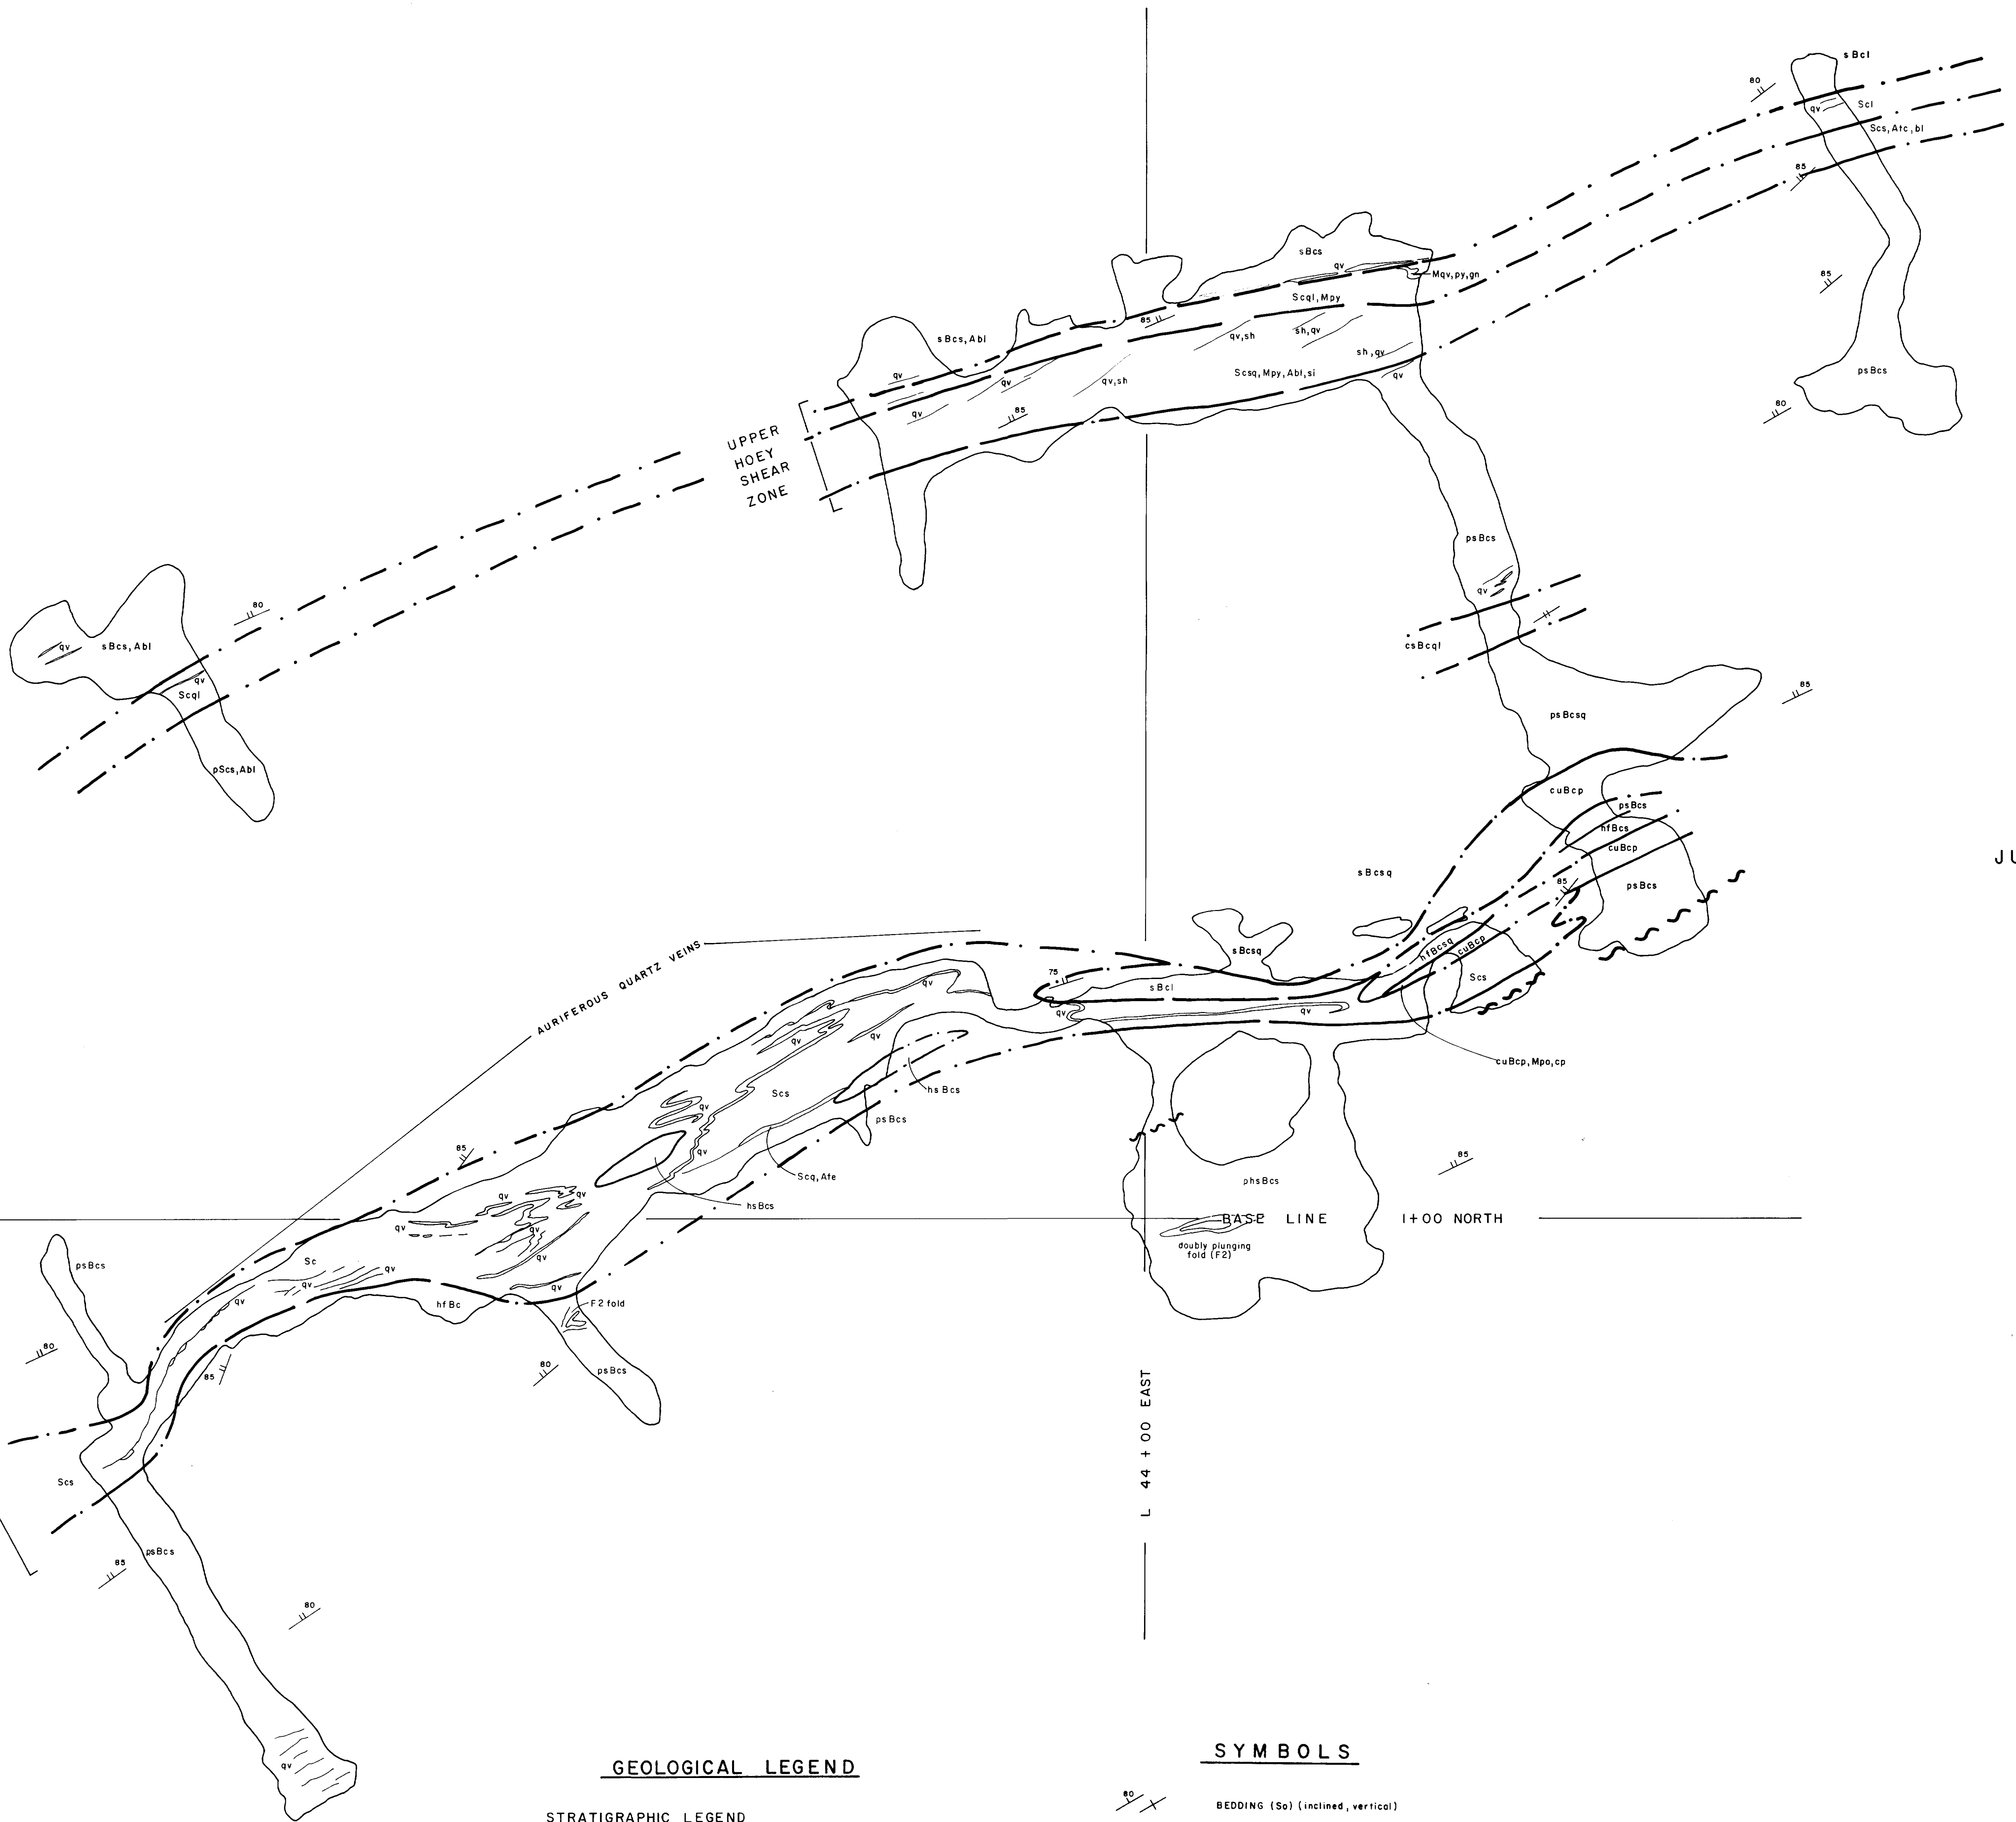 sBcl
80
qv
Scl
Scs, Atc, bl
85
sBcs
qv
Mqv, py, gn
85
Scql, Mpy
85
sBcs, Abl
qv, sh
sh, qv
sh, qv
qv
qv
qv, sh
Scsq, Mpy, Abl, si
qv
psBcs
qv
85
80
UPPER
HOEY
SHEAR
ZONE
psBcs
qv
80
qv
sBcs, Abl
csBcql
qv
Scql
85
psBcsq
pScs, Abl
cuBcp
psBcs
hfBcs
cuBcp
JU
sBcsq
85
psBcs
AURIFEROUS QUARTZ VEINS
sBcsq
hfBcsq
cuBcp
75
Scs
qv
sBcl
qv
qv
qv
qv
cuBcp, Mpo, cp
Scs
hsBcs
qv
psBcs
85
qv
Scq, Ate
85
phsBcs
qv
qv
hsBcs
qv
qv
BASE LINE 1+00 NORTH
doubly plunging
fold (F2)
qv
Sc
psBcs
qv
qv
qv
qv
hfBc
F2 fold
80
85
80
psBcs
L 44+00 EAST
Scs
psBcs
85
80
qv
GEOLOGICAL LEGEND
SYMBOLS
80
BEDDING (So) (inclined, vertical)
STRATIGRAPHIC LEGEND